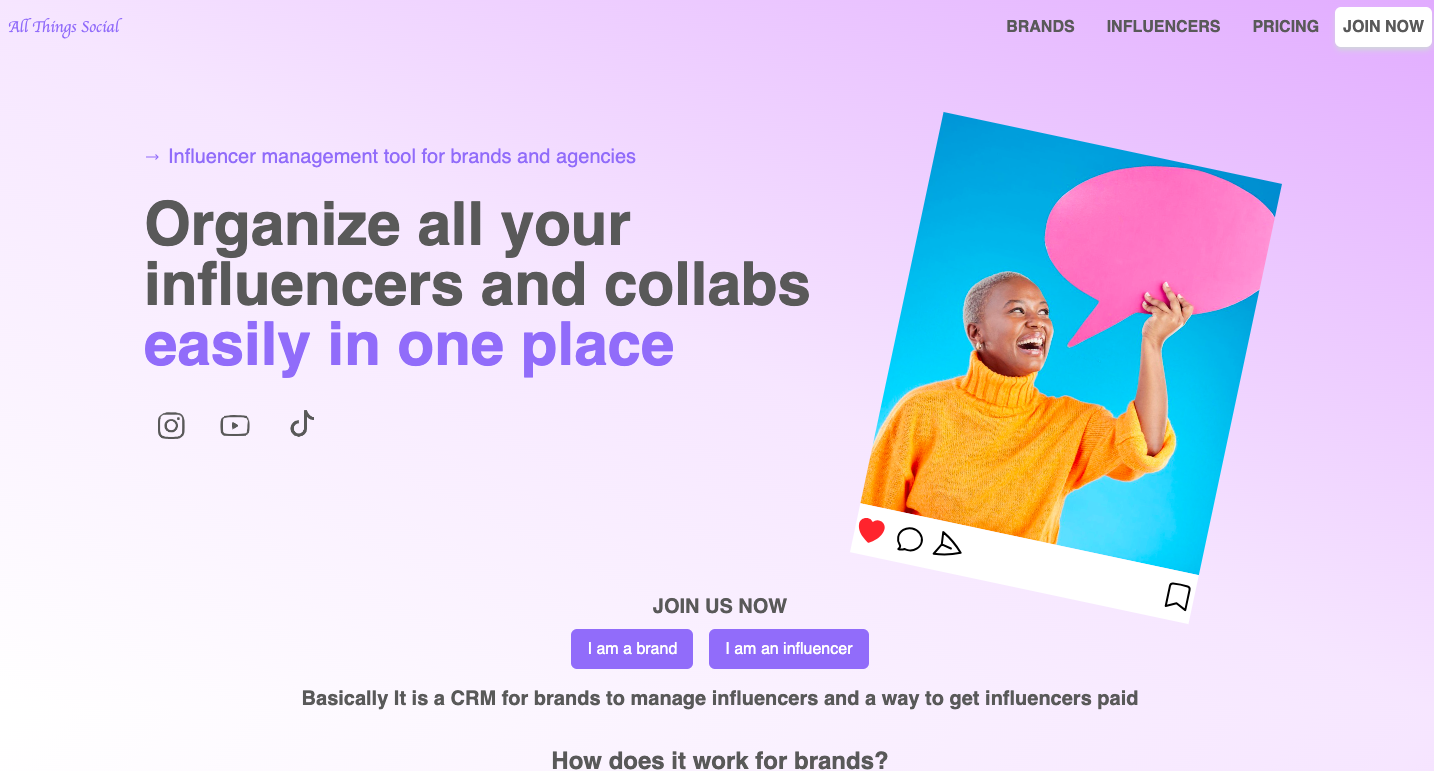 All Things Social
BRANDS
INFLUENCERS
PRICING
JOIN NOW
→ Influencer management tool for brands and agencies
Organize all your
influencers and collabs
easily in one place
JOIN US NOW
I am a brand
I am an influencer
Basically It is a CRM for brands to manage influencers and a way to get influencers paid
How does it work for brands?